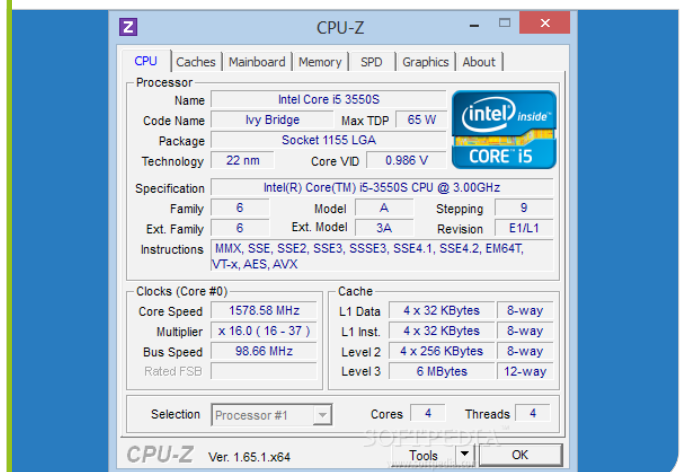 Z CPU-Z
CPU Caches Mainboard Memory SPD Graphics About
Processor
Name Intel Core i5 3550S
Code Name Ivy Bridge Max TDP 65 W
Package Socket 1155 LGA
Technology 22 nm Core VID 0.986 V
intel inside™
CORE i5
Specification Intel(R) Core(TM) i5-3550S CPU @ 3.00GHz
Family 6 Model A Stepping 9
Ext. Family 6 Ext. Model 3A Revision E1/L1
Instructions MMX, SSE, SSE2, SSE3, SSSE3, SSE4.1, SSE4.2, EM64T,
VT-x, AES, AVX
Clocks (Core #0)
Core Speed 1578.58 MHz
Multiplier x 16.0 ( 16 - 37 )
Bus Speed 98.66 MHz
Rated FSB
Cache
L1 Data 4 x 32 KBytes 8-way
L1 Inst. 4 x 32 KBytes 8-way
Level 2 4 x 256 KBytes 8-way
Level 3 6 MBytes 12-way
Selection Processor #1 Cores 4 Threads 4
SOFTPEDIA
CPU-Z Ver. 1.65.1.x64 Tools OK